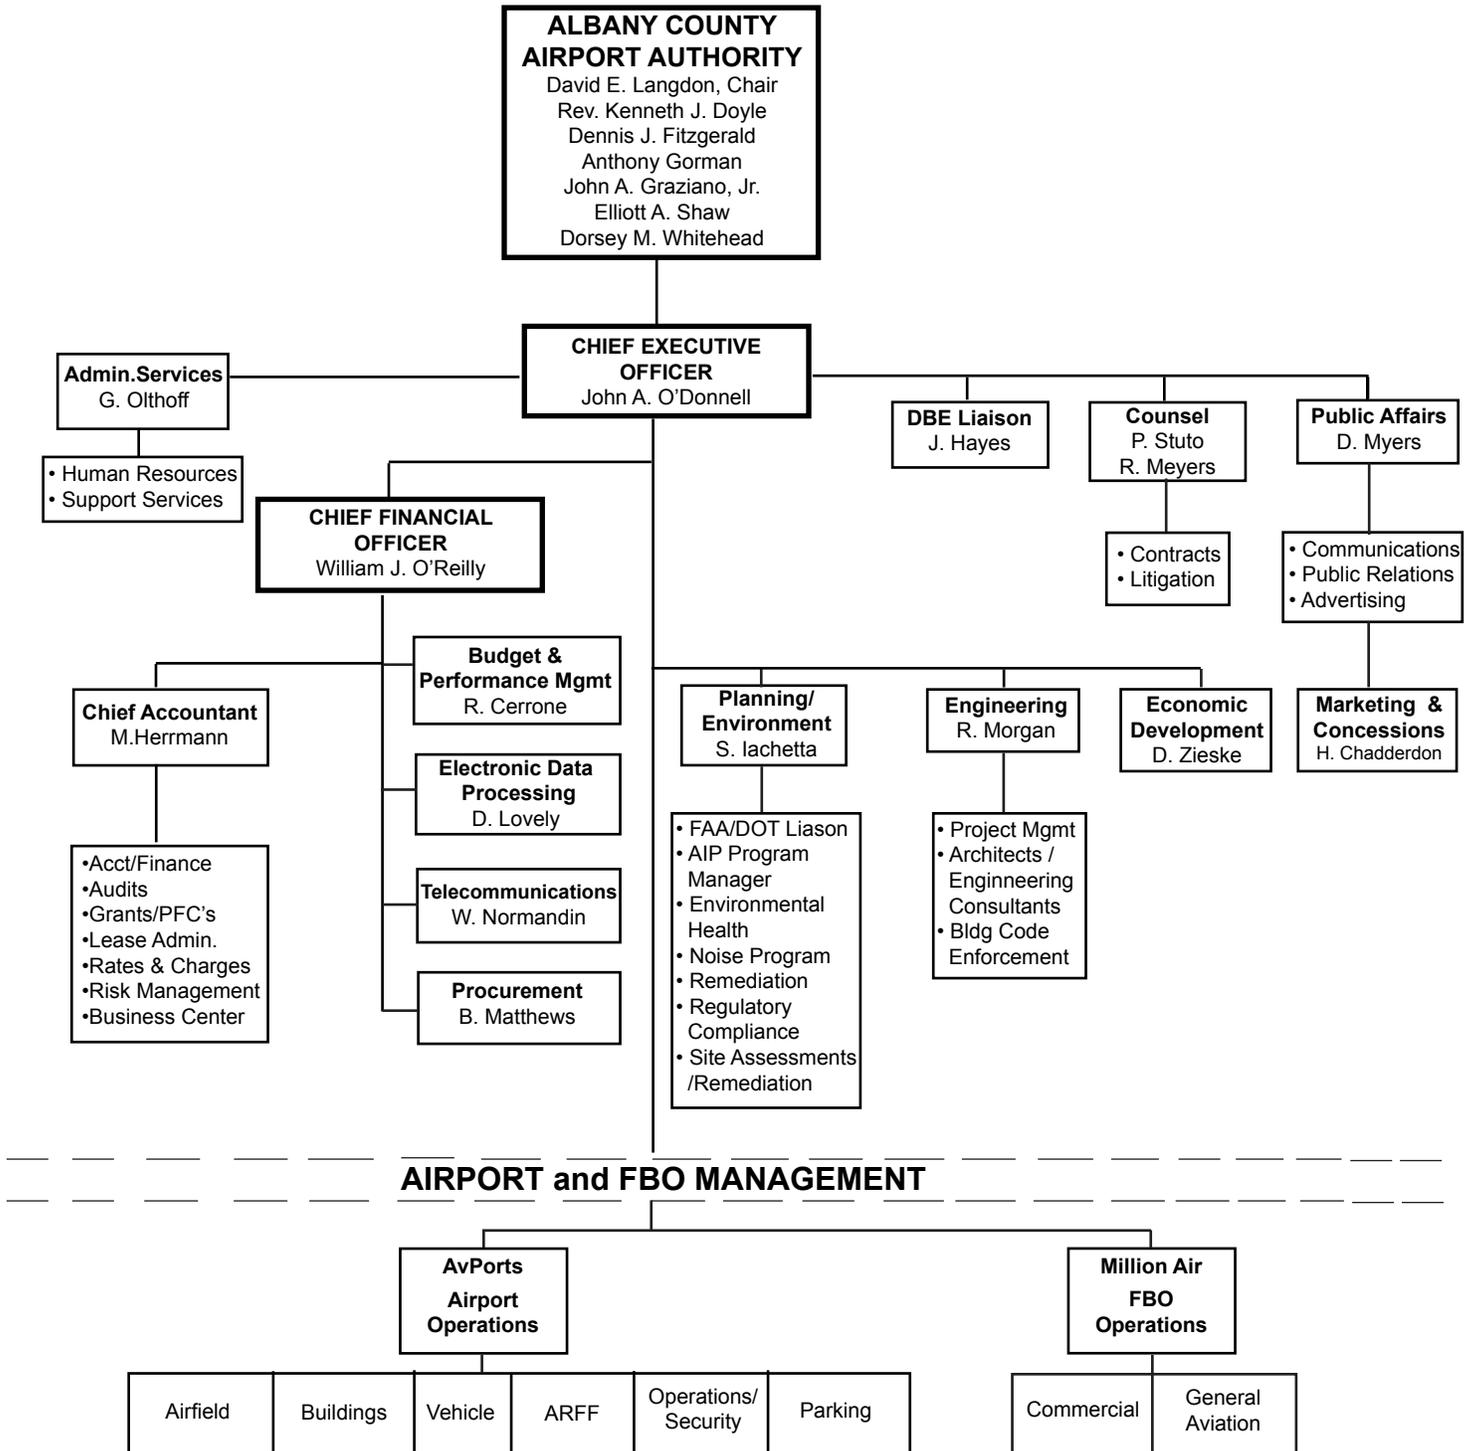 ALBANY COUNTY
AIRPORT AUTHORITY
David E. Langdon, Chair
Rev. Kenneth J. Doyle
Dennis J. Fitzgerald
Anthony Gorman
John A. Graziano, Jr.
Elliott A. Shaw
Dorsey M. Whitehead
CHIEF EXECUTIVE
OFFICER
John A. O'Donnell
Admin.Services
G. Olthoff
• Human Resources
• Support Services
DBE Liaison
J. Hayes
Counsel
P. Stuto
R. Meyers
• Contracts
• Litigation
Public Affairs
D. Myers
• Communications
• Public Relations
• Advertising
Marketing &
Concessions
H. Chadderdon
CHIEF FINANCIAL
OFFICER
William J. O'Reilly
Chief Accountant
M.Herrmann
•Acct/Finance
•Audits
•Grants/PFC's
•Lease Admin.
•Rates & Charges
•Risk Management
•Business Center
Budget &
Performance Mgmt
R. Cerrone
Electronic Data
Processing
D. Lovely
Telecommunications
W. Normandin
Procurement
B. Matthews
Planning/
Environment
S. Iachetta
• FAA/DOT Liason
• AIP Program
Manager
• Environmental
Health
• Noise Program
• Remediation
• Regulatory
Compliance
• Site Assessments
/Remediation
Engineering
R. Morgan
• Project Mgmt
• Architects /
Enginneering
Consultants
• Bldg Code
Enforcement
Economic
Development
D. Zieske
AIRPORT and FBO MANAGEMENT
AvPorts
Airport
Operations
Airfield
Buildings
Vehicle
ARFF
Operations/
Security
Parking
Million Air
FBO
Operations
Commercial
General
Aviation